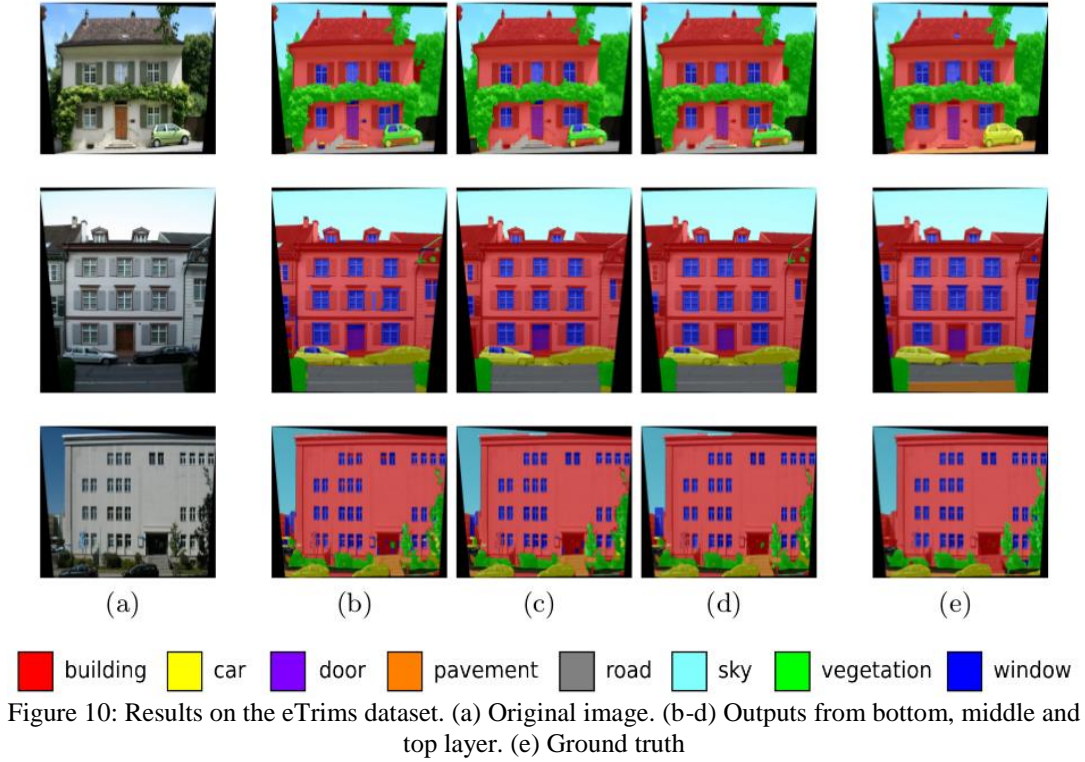 (a) (b) (c) (d) (e)
building car door pavement road sky vegetation window
Figure 10: Results on the eTrims dataset. (a) Original image. (b-d) Outputs from bottom, middle and
top layer. (e) Ground truth